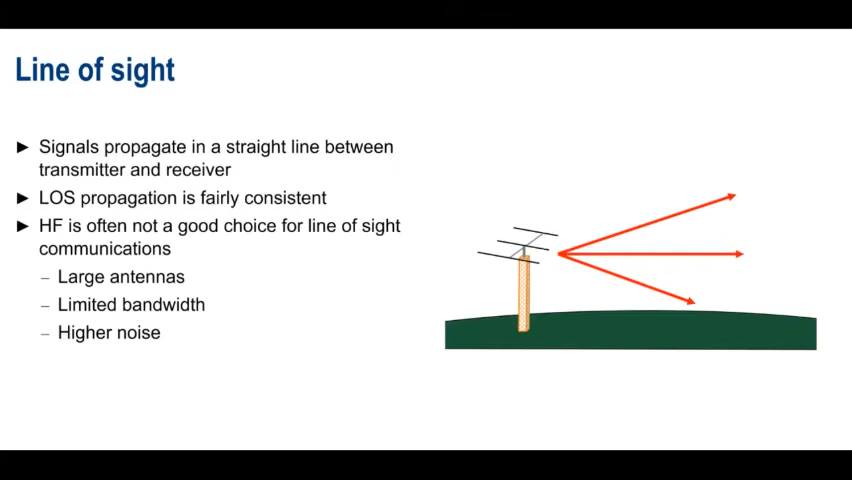 Line of sight
► Signals propagate in a straight line between
transmitter and receiver
► LOS propagation is fairly consistent
► HF is often not a good choice for line of sight
communications
– Large antennas
– Limited bandwidth
– Higher noise